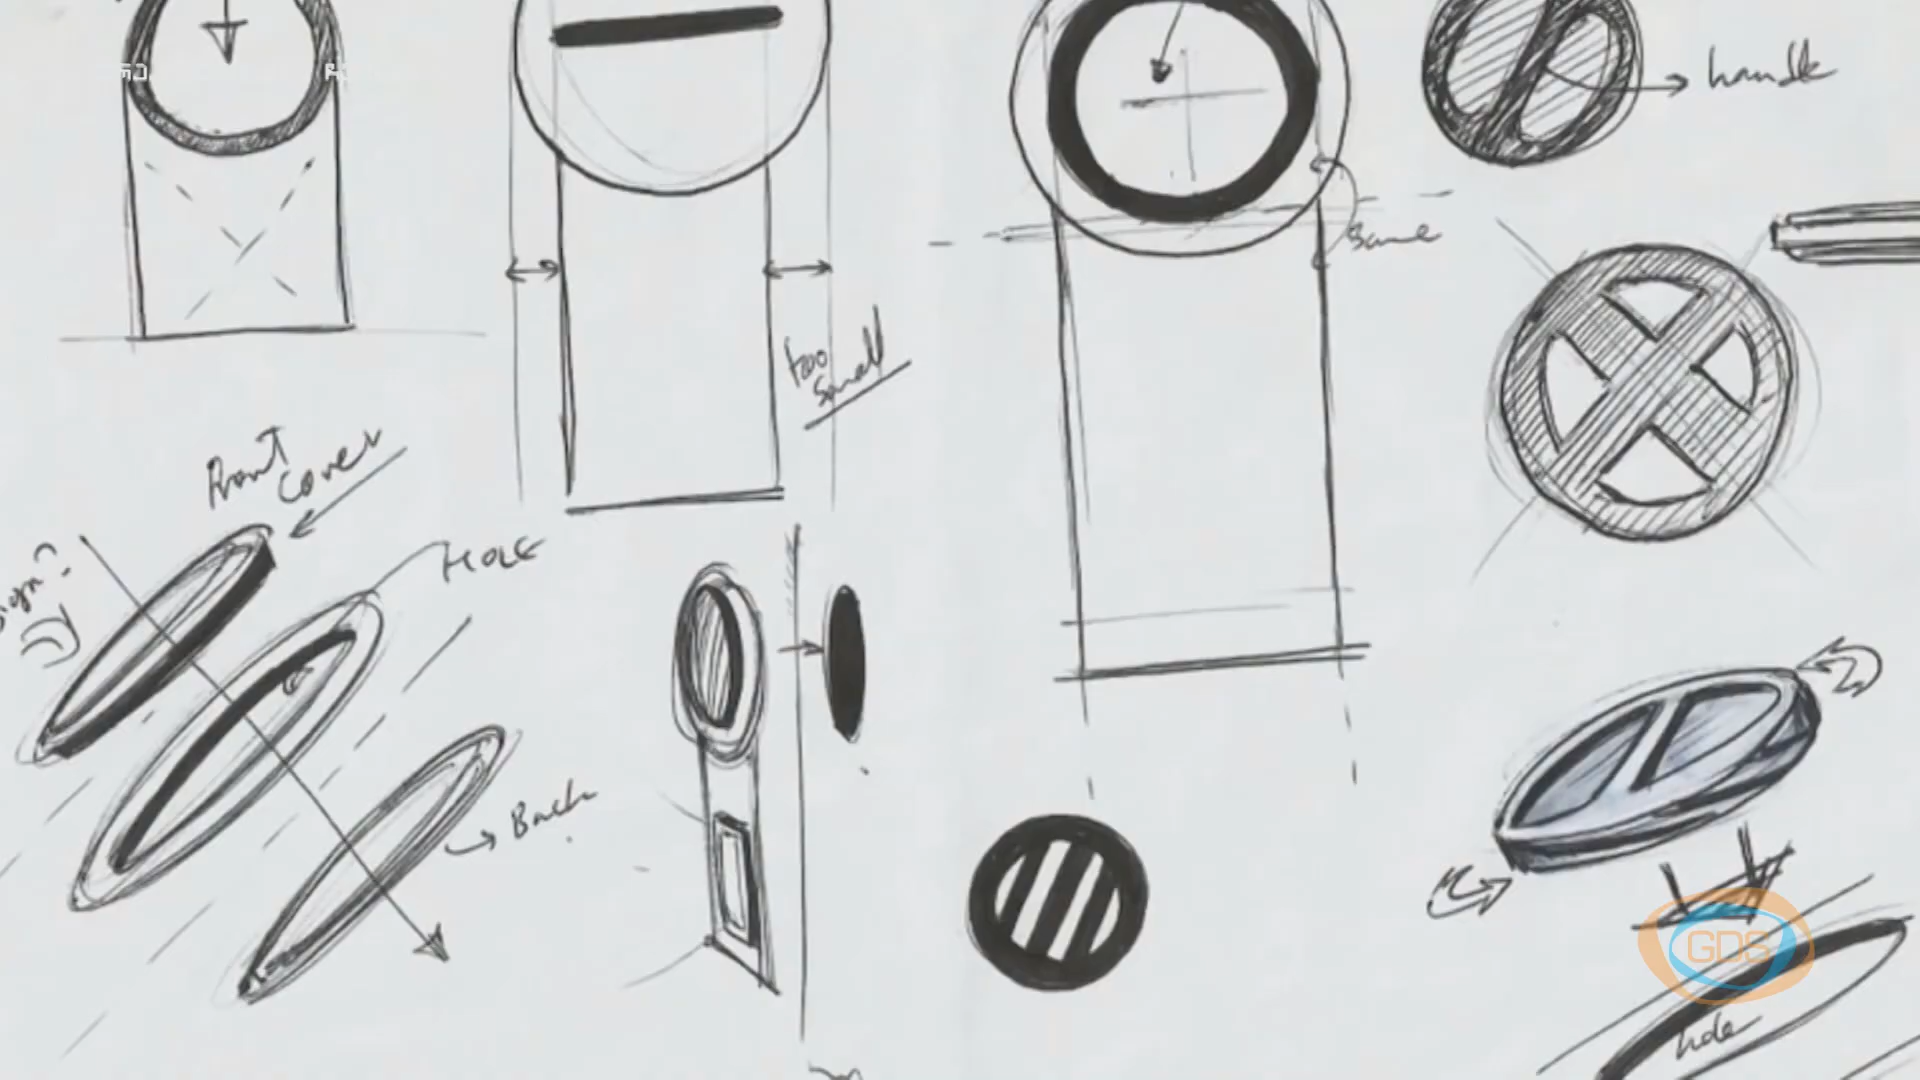 handle
Same
too
Small
Front
Cover
HOLE
Back
GDS
hole